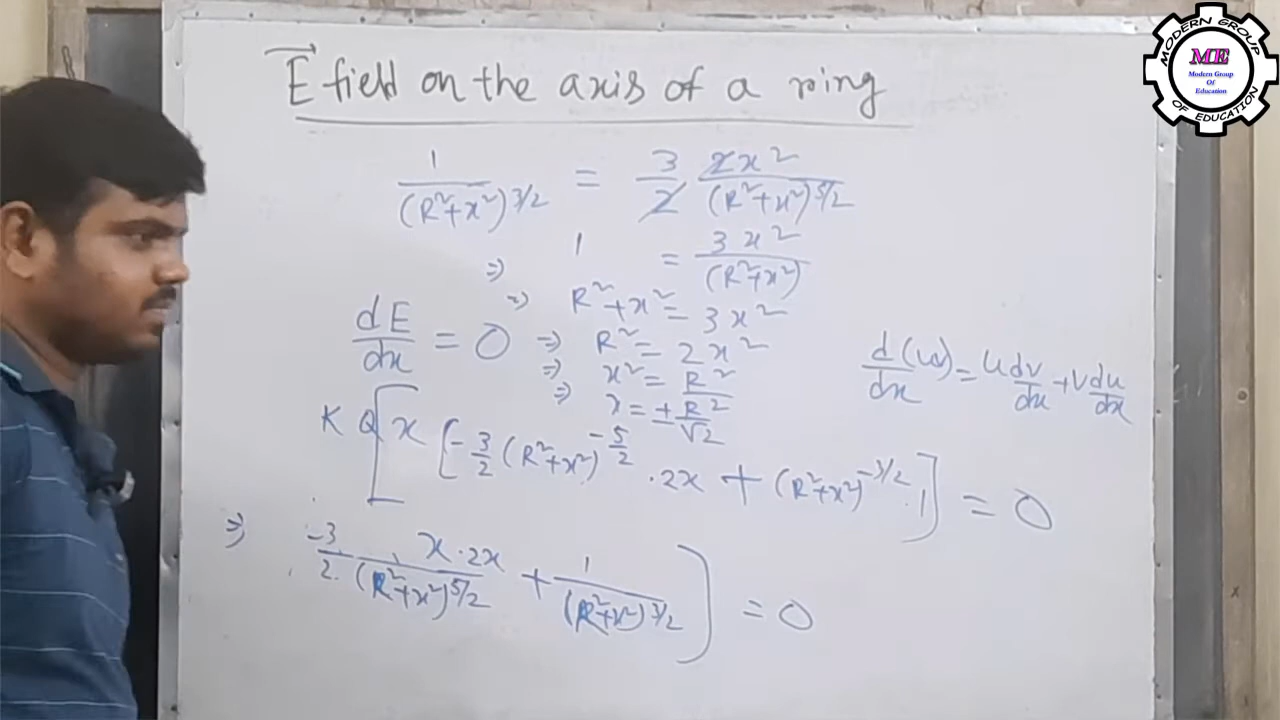 E field on the axis of a ring
1/(R²+x²)^3/2 = 3/2 2x²/(R²+x²)^5/2
⇒ 1 = 3x²/(R²+x²)
⇒ R²+x² = 3x²
dE/dx = 0 ⇒ R² = 2x²
⇒ x² = R²/2
⇒ x = ± R/√2
d/dx (uv) = u dv/dx + v du/dx
KQ[x[-3/2 (R²+x²)^-5/2 · 2x + (R²+x²)^-3/2 · 1] = 0
⇒ -3/2 · x·2x/(R²+x²)^5/2 + 1/(R²+x²)^3/2] = 0
MODERN GROUP
ME
Modern Group
Of
Education
OF EDUCATION